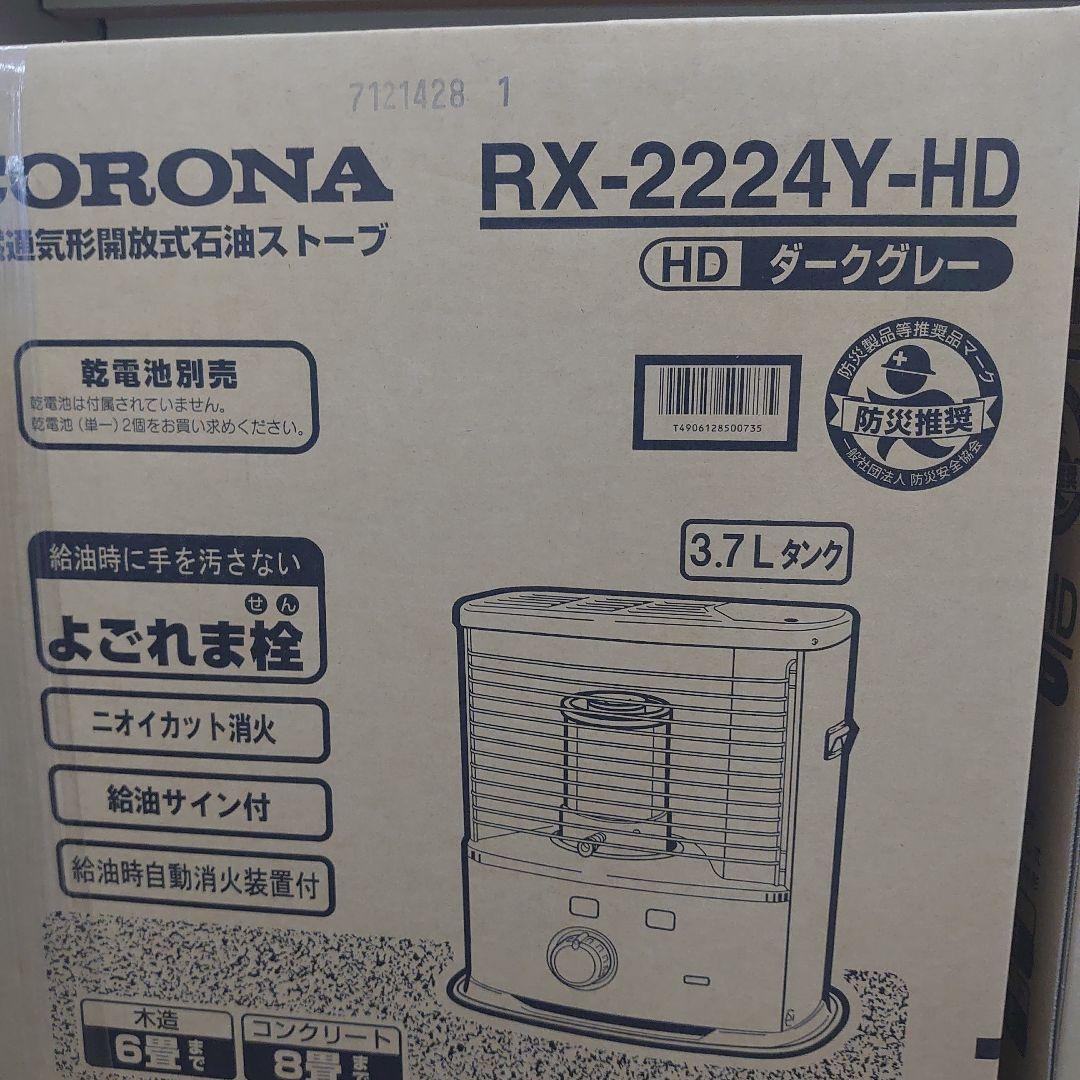 7121428 1
CORONA
RX-2224Y-HD
通気形開放式石油ストーブ
HD ダークグレー
乾電池別売
乾電池は付属されていません。
乾電池（単一）2個をお買い求めください。
T4906128500735
防災製品等推奨品マーク
防災推奨
一般社団法人 防災安全協会
給油時に手を汚さない
せん
よごれま栓
3.7Lタンク
ニオイカット消火
給油サイン付
給油時自動消火装置付
木造
6畳まで
コンクリート
8畳まで